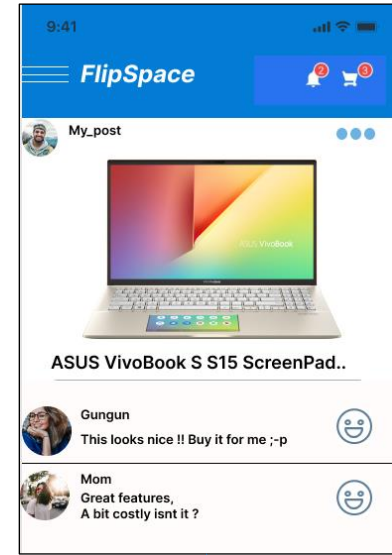 9:41
FlipSpace
2
3
My_post
ASUS VivoBook
ASUS VivoBook S S15 ScreenPad..
Gungun
This looks nice !! Buy it for me ;-p
Mom
Great features,
A bit costly isnt it ?